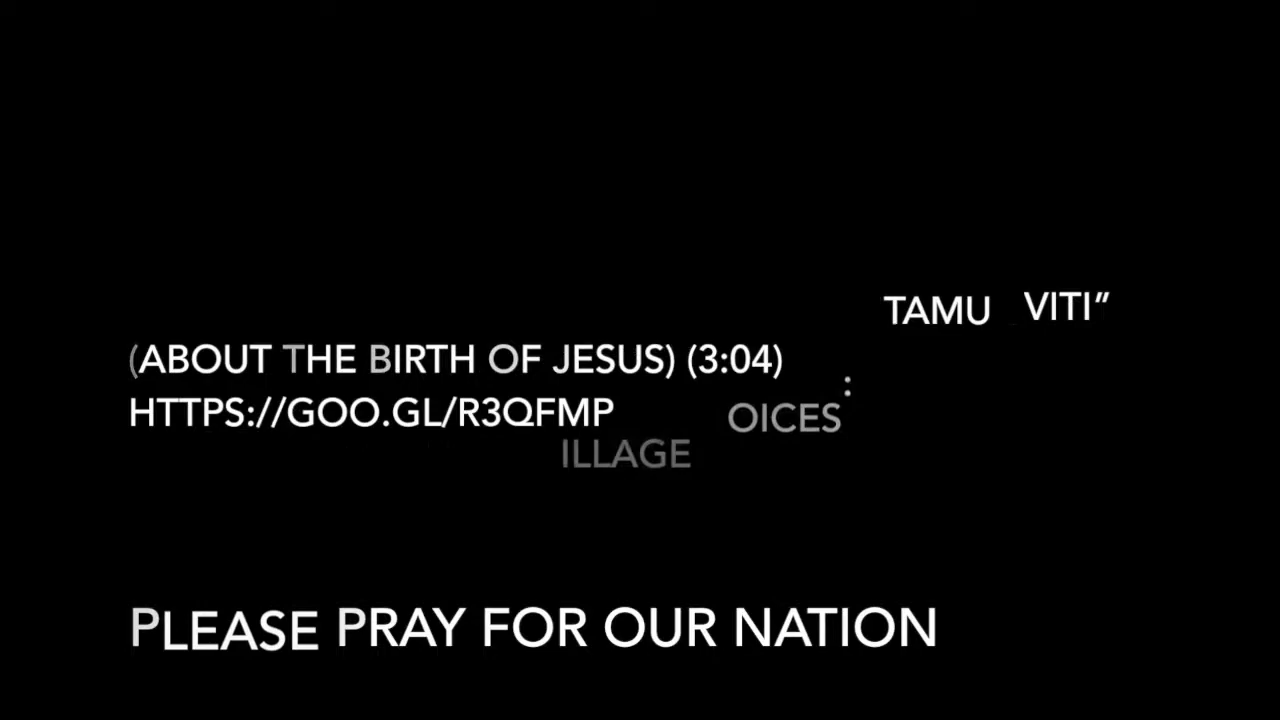 TAMU VITI”
(ABOUT THE BIRTH OF JESUS) (3:04)
:
HTTPS://GOO.GL/R3QFMP OICES
ILLAGE
PLEASE PRAY FOR OUR NATION